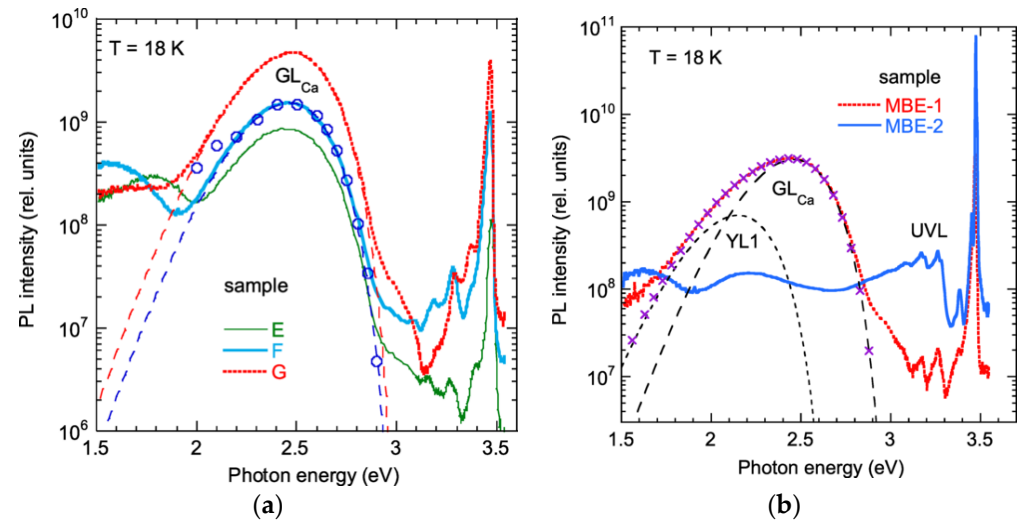 10^10
10^9
10^8
10^7
10^6
PL intensity (rel. units)
T = 18 K
GL_Ca
sample
E
F
G
1.5 2 2.5 3 3.5
Photon energy (eV)
(a)
10^11
10^10
10^9
10^8
10^7
PL intensity (rel. units)
T = 18 K
sample
MBE-1
MBE-2
GL_Ca
YL1
UVL
1.5 2 2.5 3 3.5
Photon energy (eV)
(b)